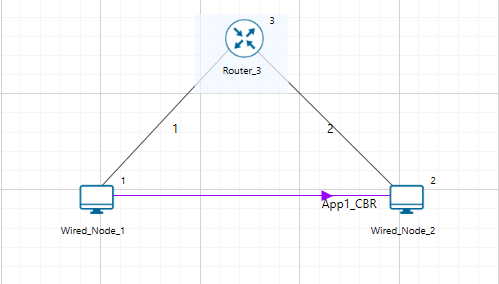 3
Router_3
1
2
1
2
App1_CBR
Wired_Node_1
Wired_Node_2